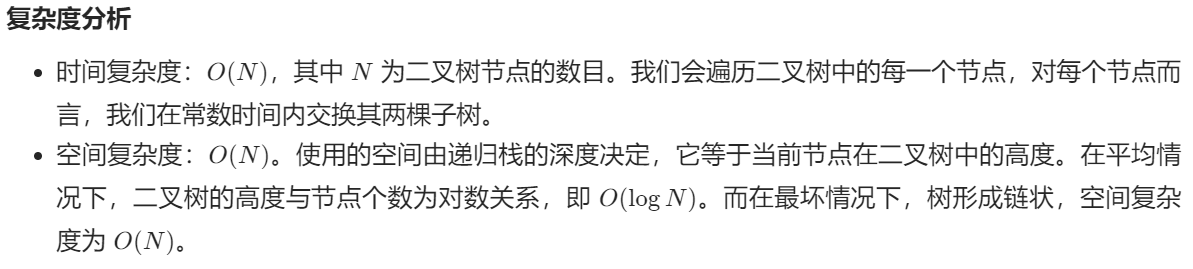 复杂度分析
• 时间复杂度：O(N)，其中 N 为二叉树节点的数目。我们会遍历二叉树中的每一个节点，对每个节点而
言，我们在常数时间内交换其两棵子树。
• 空间复杂度：O(N)。使用的空间由递归栈的深度决定，它等于当前节点在二叉树中的高度。在平均情
况下，二叉树的高度与节点个数为对数关系，即 O(log N)。而在最坏情况下，树形成链状，空间复杂
度为 O(N)。